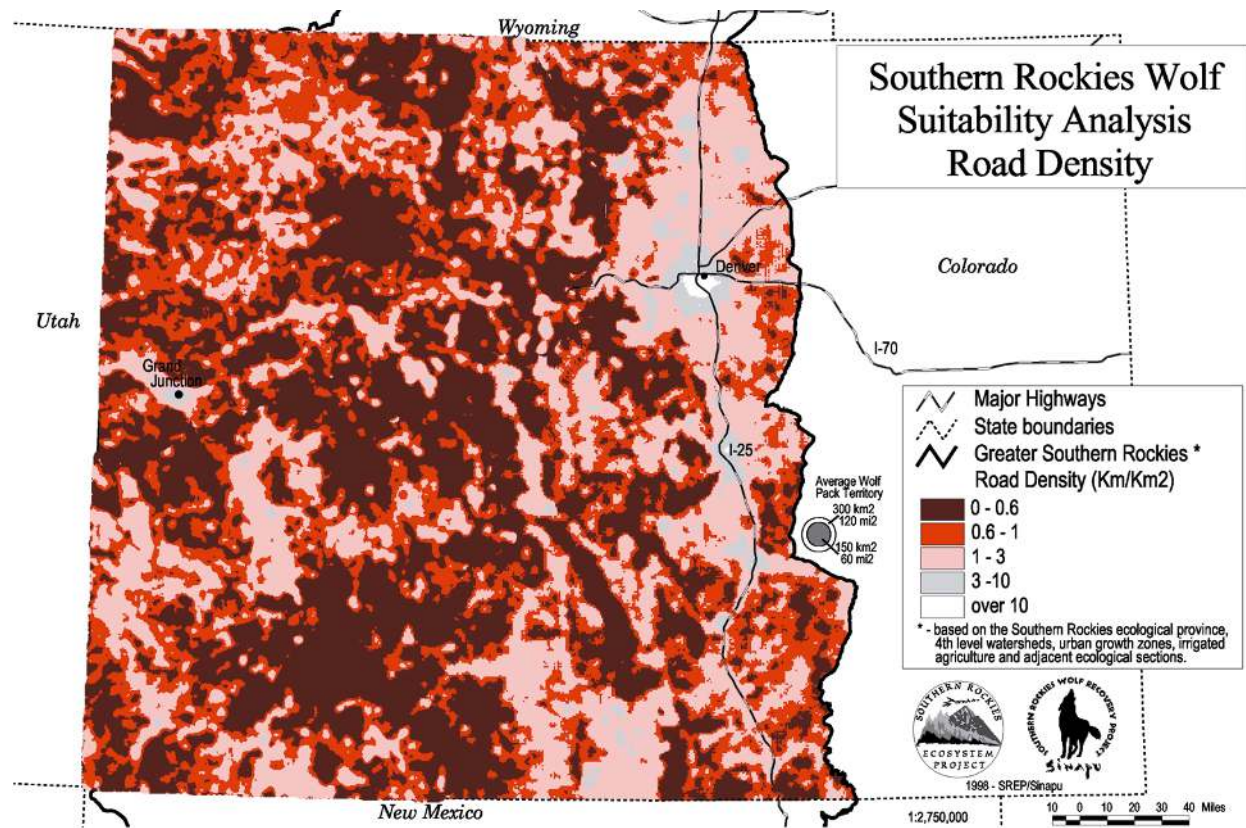 Wyoming
Southern Rockies Wolf
Suitability Analysis
Road Density
Denver
Colorado
Utah
I-70
Grand
Junction
I-25
Major Highways
State boundaries
Greater Southern Rockies *
Road Density (Km/Km2)
0 - 0.6
0.6 - 1
1 - 3
3 -10
over 10
* - based on the Southern Rockies ecological province,
4th level watersheds, urban growth zones, irrigated
agriculture and adjacent ecological sections.
Average Wolf
Pack Territory
300 km2
120 mi2
150 km2
60 mi2
SOUTHERN ROCKIES
ECOSYSTEM
PROJECT
SOUTHERN ROCKIES WOLF RECOVERY PROJECT
Sinapu
1998 - SREP/Sinapu
New Mexico
1:2,750,000
10 0 10 20 30 40 Miles